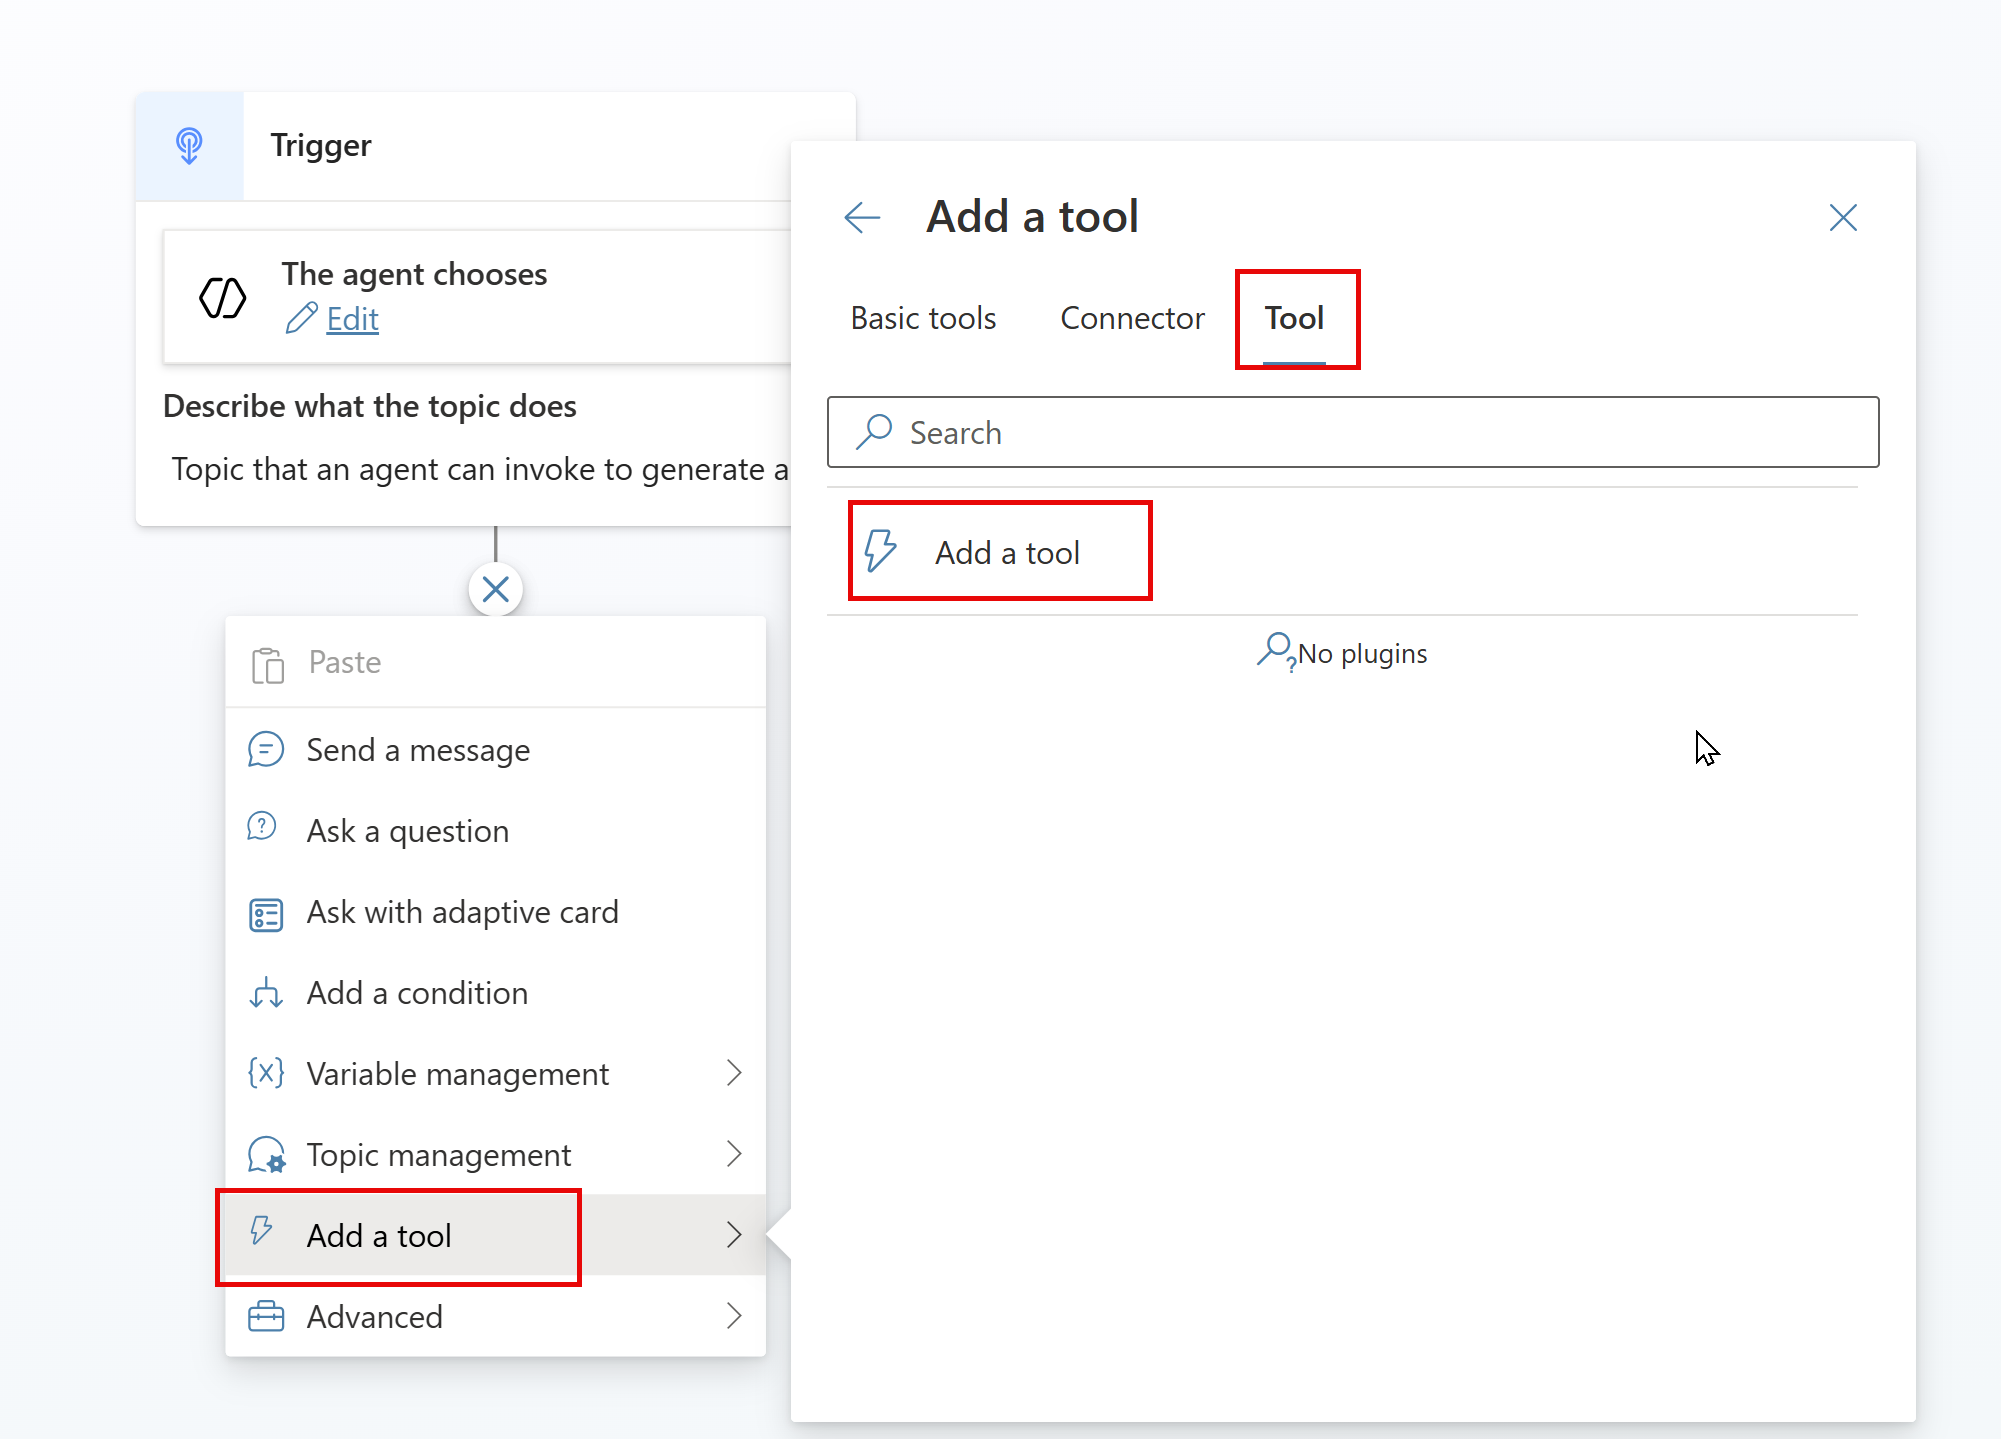 Trigger
The agent chooses
Edit
Describe what the topic does
Topic that an agent can invoke to generate a
Paste
Send a message
Ask a question
Ask with adaptive card
Add a condition
Variable management
Topic management
Add a tool
Advanced
Add a tool
Basic tools Connector Tool
Search
Add a tool
No plugins